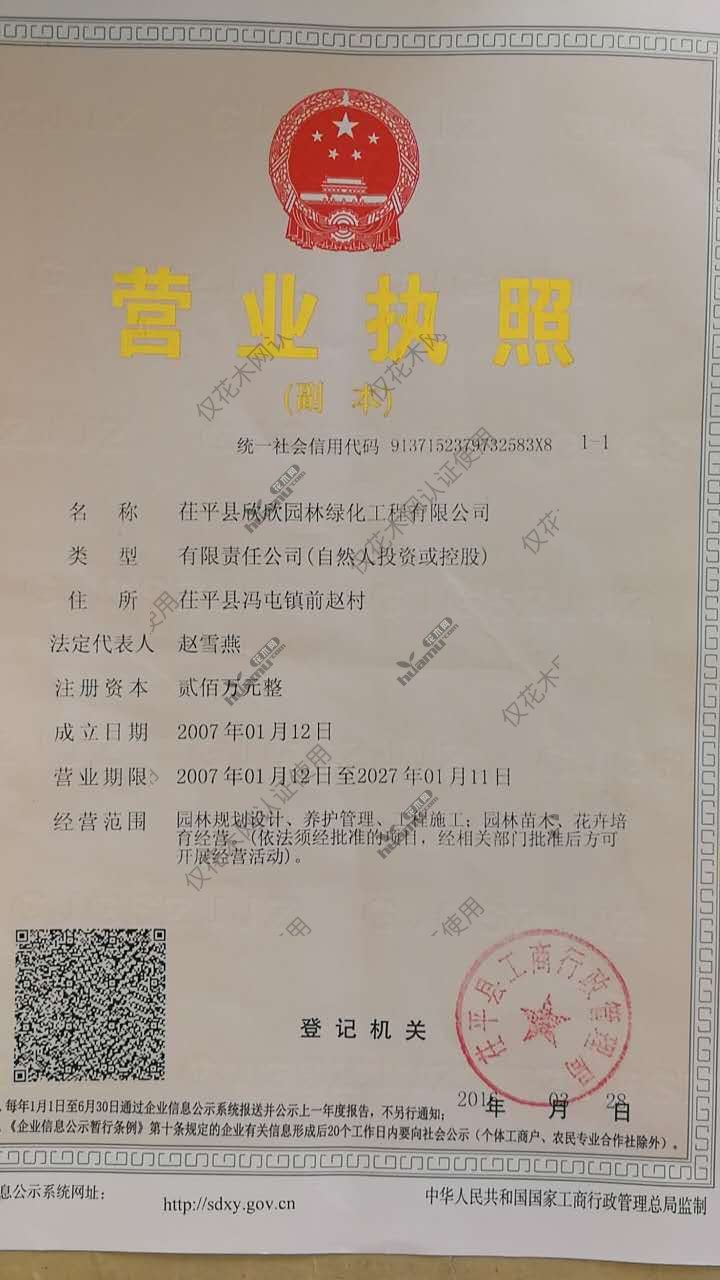 营业执照
(副 本)
统一社会信用代码 9137152379732583X8 1-1
名 称 茌平县欣欣园林绿化工程有限公司
类 型 有限责任公司(自然人投资或控股)
住 所 茌平县冯屯镇前赵村
法定代表人 赵雪燕
注册资本 贰佰万元整
成立日期 2007年01月12日
营业期限 2007年01月12日至2027年01月11日
经营范围 园林规划设计、养护管理、工程施工；园林苗木、花卉培
育经营。(依法须经批准的项目，经相关部门批准后方可
开展经营活动)。
登记机关
茌平县工商行政管理局
年 月 28 日
每年1月1日至6月30日通过企业信息公示系统报送并公示上一年度报告，不另行通知；
《企业信息公示暂行条例》第十条规定的企业有关信息形成后20个工作日内要向社会公示（个体工商户、农民专业合作社除外）。
息公示系统网址：
http://sdxy.gov.cn
中华人民共和国国家工商行政管理总局监制
仅花木网认证使用
花木网
huamu.com